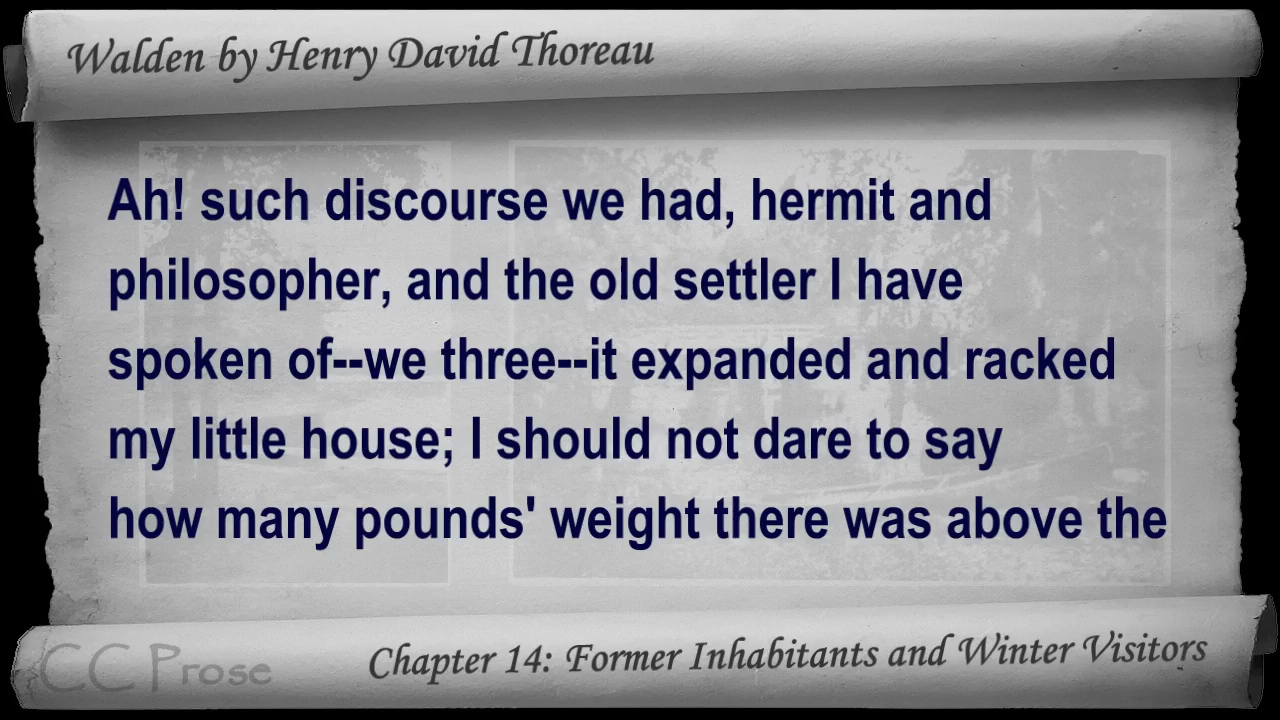 Walden by Henry David Thoreau
Ah! such discourse we had, hermit and
philosopher, and the old settler I have
spoken of--we three--it expanded and racked
my little house; I should not dare to say
how many pounds' weight there was above the
CC Prose
Chapter 14: Former Inhabitants and Winter Visitors